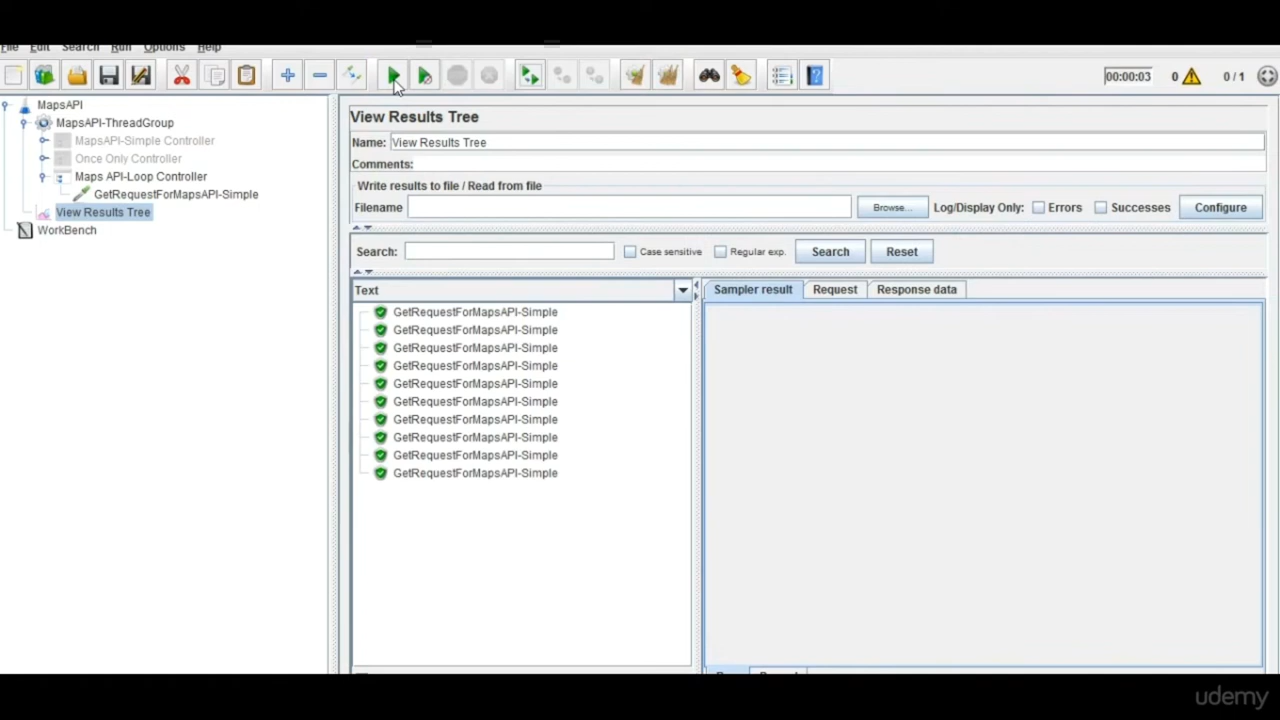 File Edit Search Run Options Help
00:00:03 0 0 / 1
MapsAPI
MapsAPI-ThreadGroup
MapsAPI-Simple Controller
Once Only Controller
Maps API-Loop Controller
GetRequestForMapsAPI-Simple
View Results Tree
WorkBench
View Results Tree
Name: View Results Tree
Comments:
Write results to file / Read from file
Filename Browse... Log/Display Only: Errors Successes Configure
Search: Case sensitive Regular exp. Search Reset
Text
Sampler result Request Response data
GetRequestForMapsAPI-Simple
GetRequestForMapsAPI-Simple
GetRequestForMapsAPI-Simple
GetRequestForMapsAPI-Simple
GetRequestForMapsAPI-Simple
GetRequestForMapsAPI-Simple
GetRequestForMapsAPI-Simple
GetRequestForMapsAPI-Simple
GetRequestForMapsAPI-Simple
GetRequestForMapsAPI-Simple
udemy